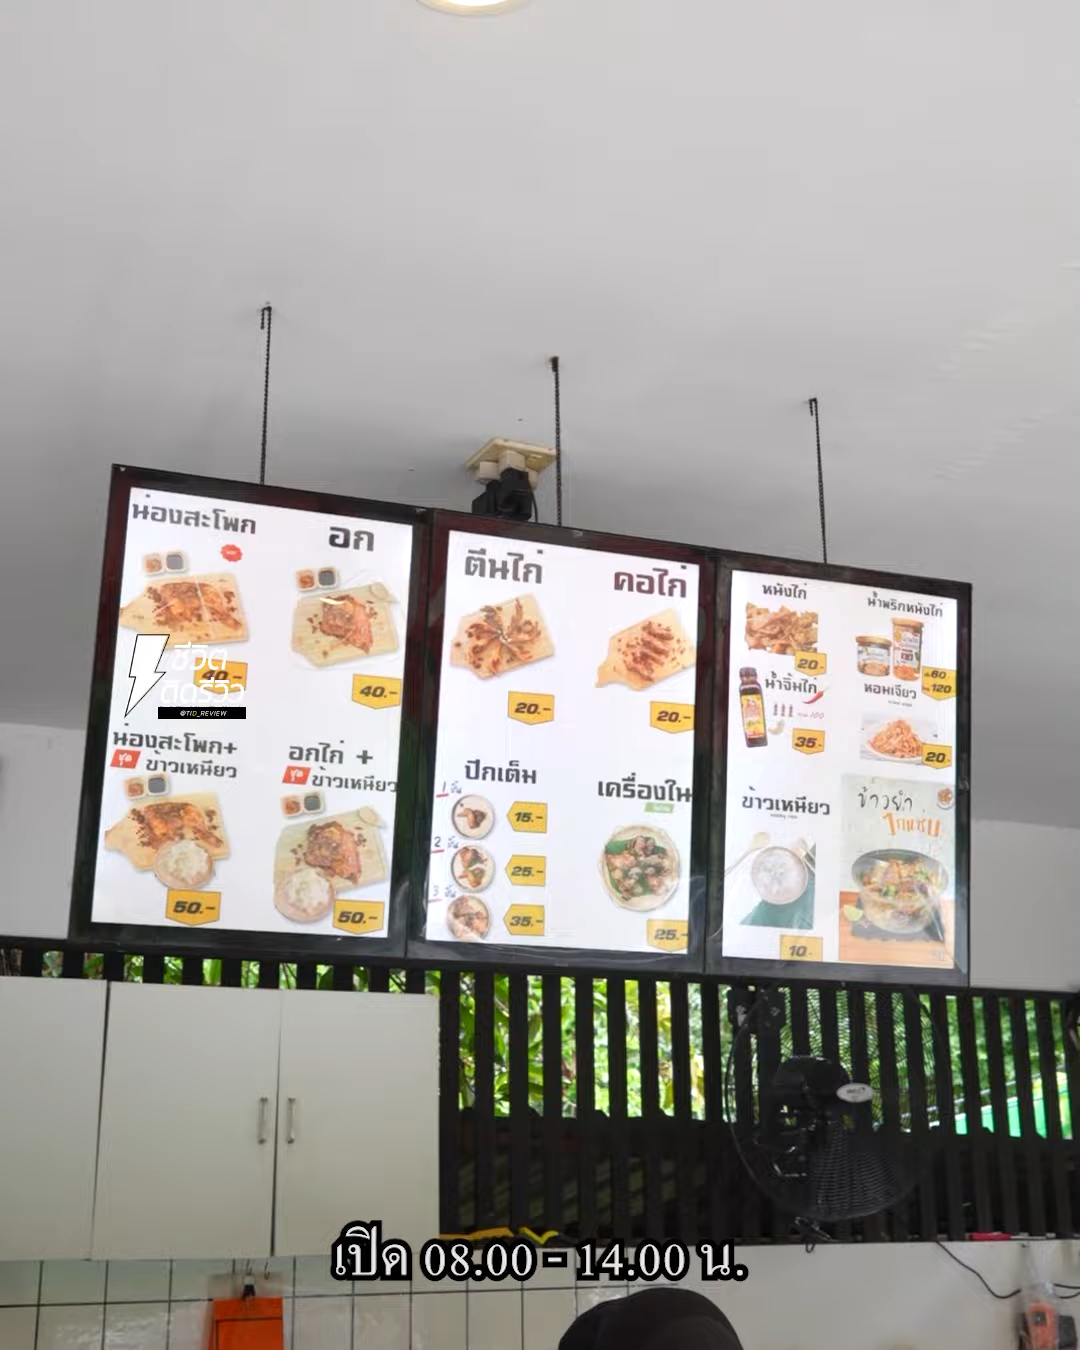 น่องสะโพก
40.-
อก
40.-
น่องสะโพก+
ชุด ข้าวเหนียว
50.-
อกไก่ +
ชุด ข้าวเหนียว
50.-
ตีนไก่
20.-
คอไก่
20.-
ปีกเต็ม
1 ชิ้น 15.-
2 ชิ้น 25.-
3 ชิ้น 35.-
เครื่องใน
25.-
หนังไก่
20.-
น้ำพริกหนังไก่
60
120
น้ำจิ้มไก่
35.-
หอมเจียว
20.-
ข้าวเหนียว
10.-
ข้าวยำ
ไก่แซ่บ
ชีวิต
ติดรีวิว
@TID_REVIEW
เปิด 08.00 - 14.00 น.